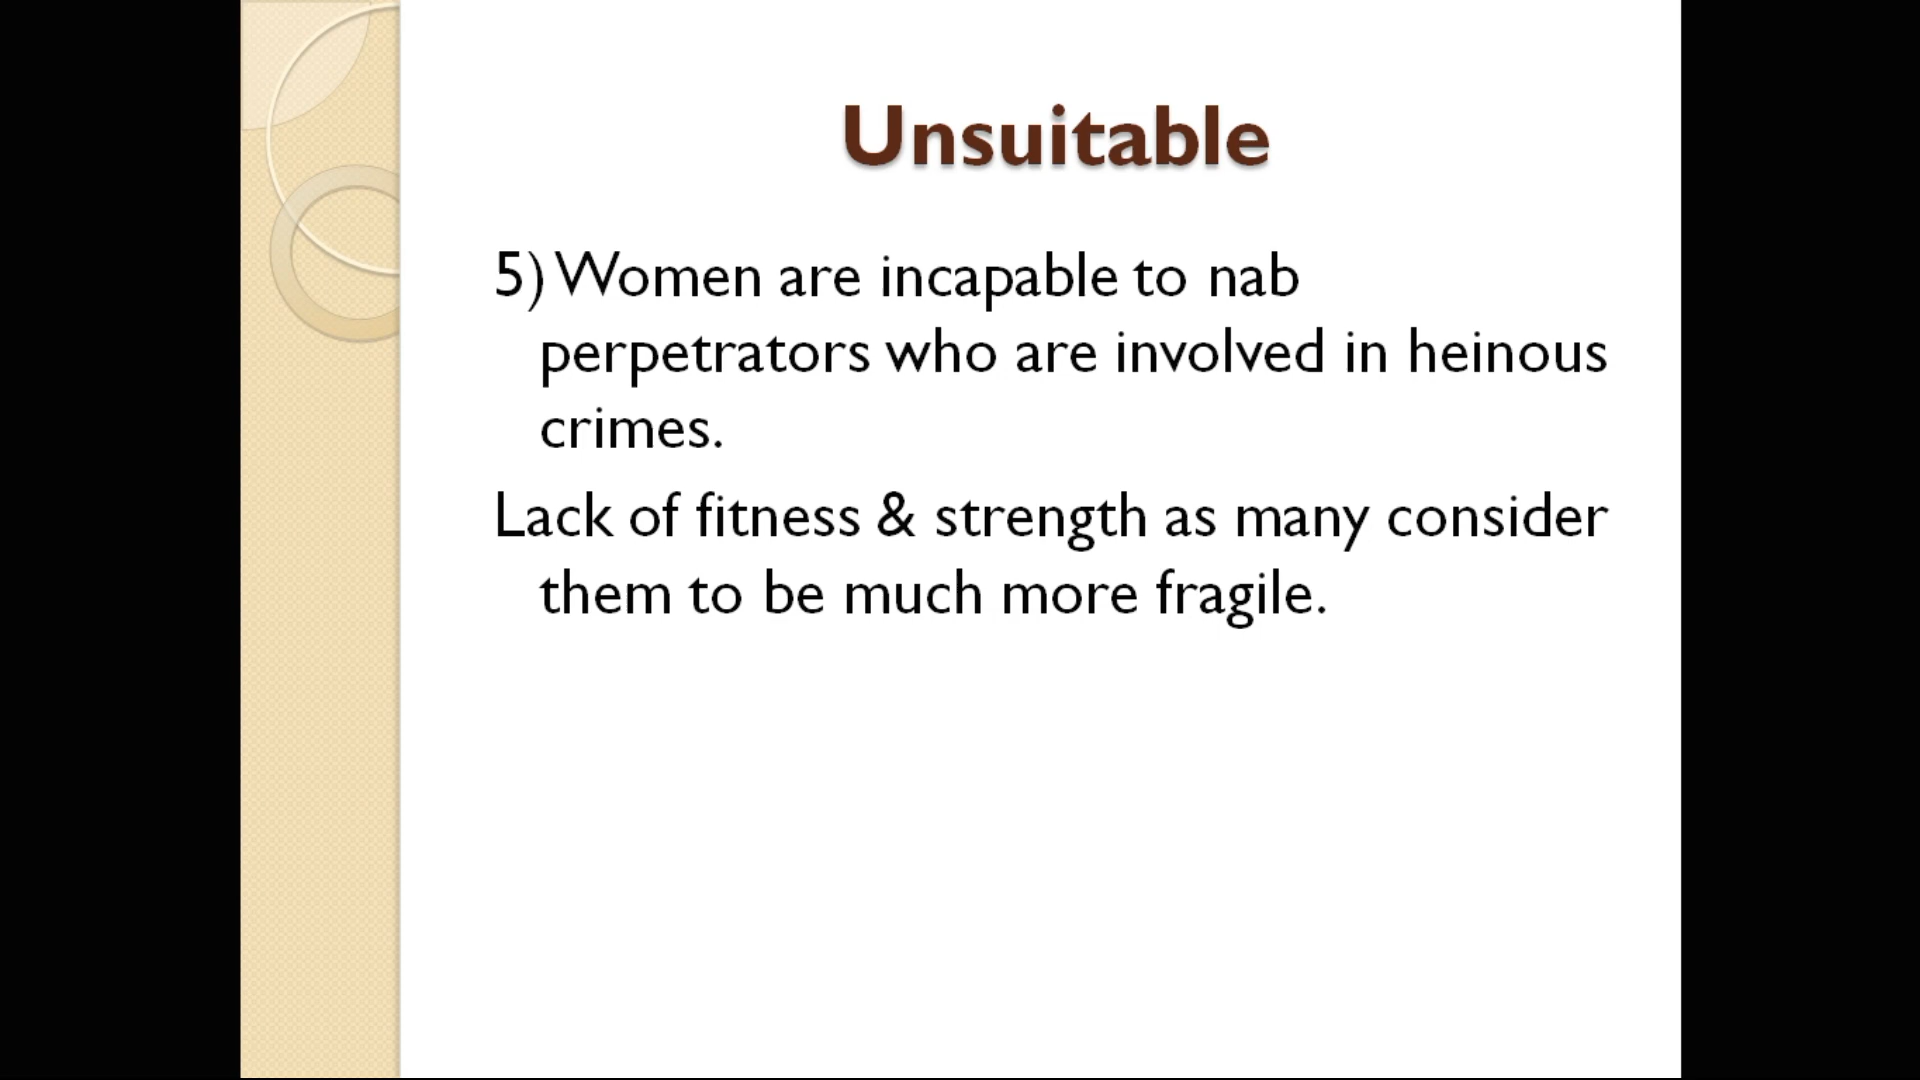 Unsuitable
5) Women are incapable to nab
perpetrators who are involved in heinous
crimes.
Lack of fitness & strength as many consider
them to be much more fragile.